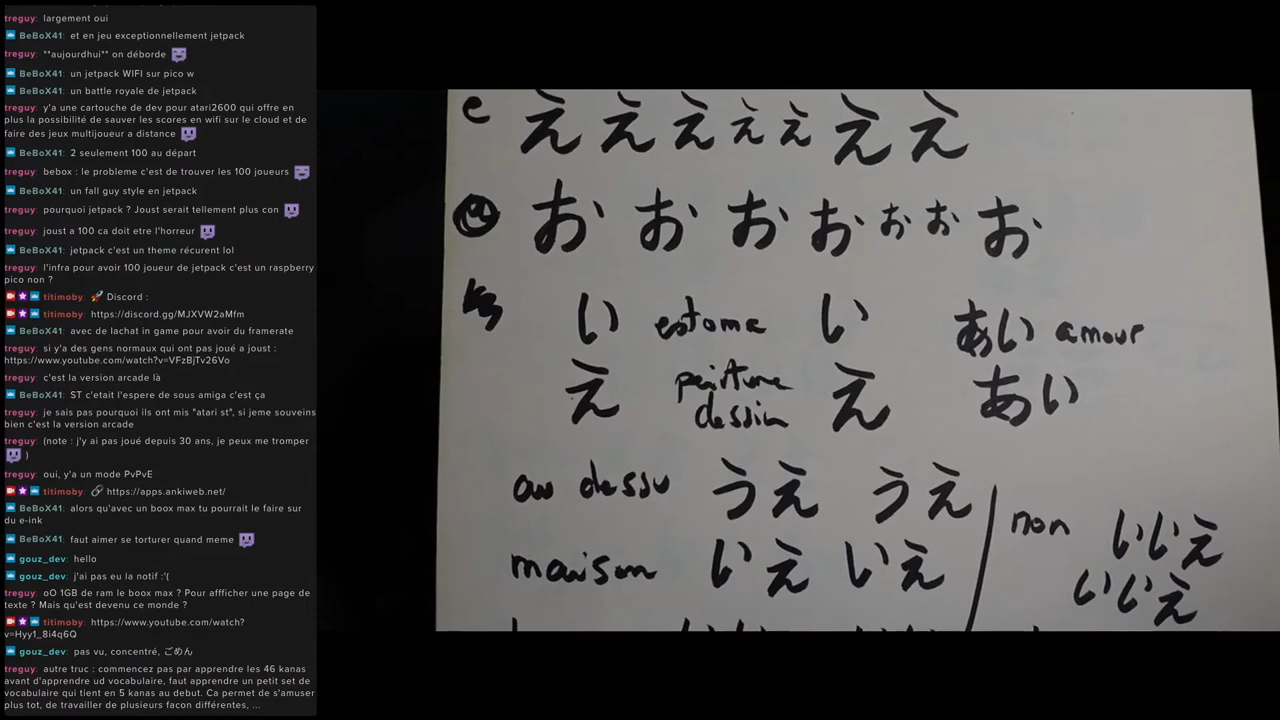 treguy: largement oui
BeBoX41: et en jeu exceptionnellement jetpack
treguy: **aujourdhui** on déborde
BeBoX41: un jetpack WIFI sur pico w
BeBoX41: un battle royale de jetpack
treguy: y'a une cartouche de dev pour atari2600 qui offre en
plus la possibilité de sauver les scores en wifi sur le cloud et de
faire des jeux multijoueur a distance
BeBoX41: 2 seulement 100 au départ
treguy: bebox : le probleme c'est de trouver les 100 joueurs
BeBoX41: un fall guy style en jetpack
treguy: pourquoi jetpack ? Joust serait tellement plus con
treguy: joust a 100 ca doit etre l'horreur
BeBoX41: jetpack c'est un theme récurent lol
treguy: l'infra pour avoir 100 joueur de jetpack c'est un raspberry
pico non ?
titimoby: 🚀 Discord :
titimoby: https://discord.gg/MJXVW2aMfm
BeBoX41: avec de lachat in game pour avoir du framerate
treguy: si y'a des gens normaux qui ont pas joué a joust :
https://www.youtube.com/watch?v=VFzBjTv26Vo
treguy: c'est la version arcade là
BeBoX41: ST c'etait l'espere de sous amiga c'est ça
treguy: je sais pas pourquoi ils ont mis "atari st", si jeme souveins
bien c'est la version arcade
treguy: (note : j'y ai pas joué depuis 30 ans, je peux me tromper
)
treguy: oui, y'a un mode PvPvE
titimoby: 🔗 https://apps.ankiweb.net/
BeBoX41: alors qu'avec un boox max tu pourrait le faire sur
du e-ink
BeBoX41: faut aimer se torturer quand meme
gouz_dev: hello
gouz_dev: j'ai pas eu la notif :'(
gouz_dev: oO 1GB de ram le boox max ? Pour affficher une page de
texte ? Mais qu'est devenu ce monde ?
titimoby: https://www.youtube.com/watch?
v=Hyy1_8i4q6Q
gouz_dev: pas vu, concentré, ごめん
treguy: autre truc : commencez pas par apprendre les 46 kanas
avant d'apprendre ud vocabulaire, faut apprendre un petit set de
vocabulaire qui tient en 5 kanas au debut. Ca permet de s'amuser
plus tot, de travailler de plusieurs facon différentes, ...
e え え え え え え え
お お お お お お お
い estomac い あい amour
え peinture え あい
dessin
au dessu うえ うえ
non いいえ
maison いえ いえ
いいえ